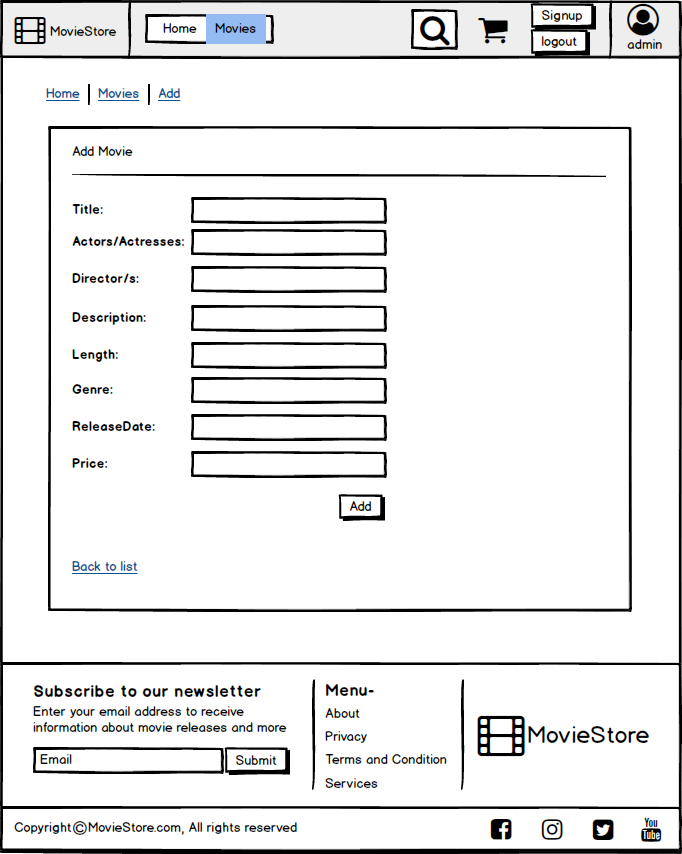 MovieStore
Home
Movies
Signup
logout
admin
Home
Movies
Add
Add Movie
Title:
Actors/Actresses:
Director/s:
Description:
Length:
Genre:
ReleaseDate:
Price:
Add
Back to list
Subscribe to our newsletter
Enter your email address to receive
information about movie releases and more
Email
Submit
Menu-
About
Privacy
Terms and Condition
Services
MovieStore
Copyright©MovieStore.com, All rights reserved
You
Tube